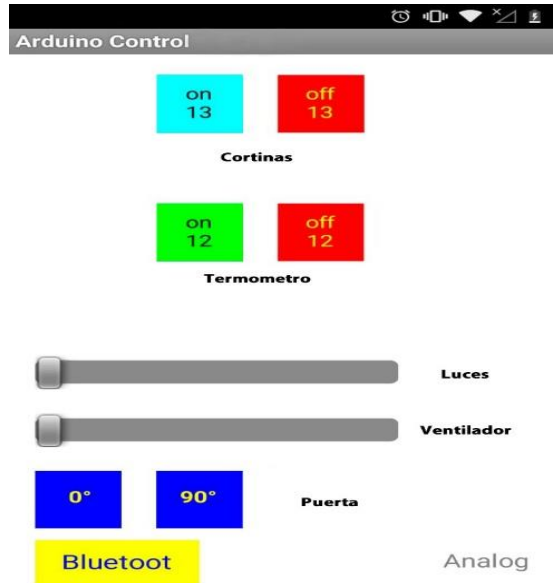 Arduino Control
on off
13 13
Cortinas
on off
12 12
Termometro
Luces
Ventilador
0° 90° Puerta
Bluetoot Analog